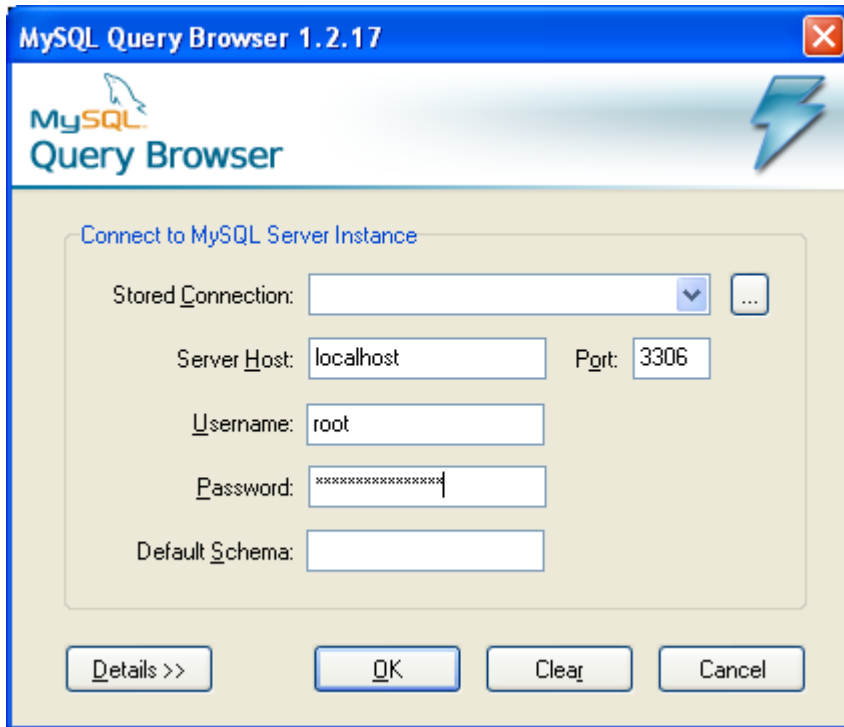 MySQL Query Browser 1.2.17
MySQL
Query Browser
Connect to MySQL Server Instance
Stored Connection: ...
Server Host: localhost Port: 3306
Username: root
Password: ****************
Default Schema:
Details >> OK Clear Cancel